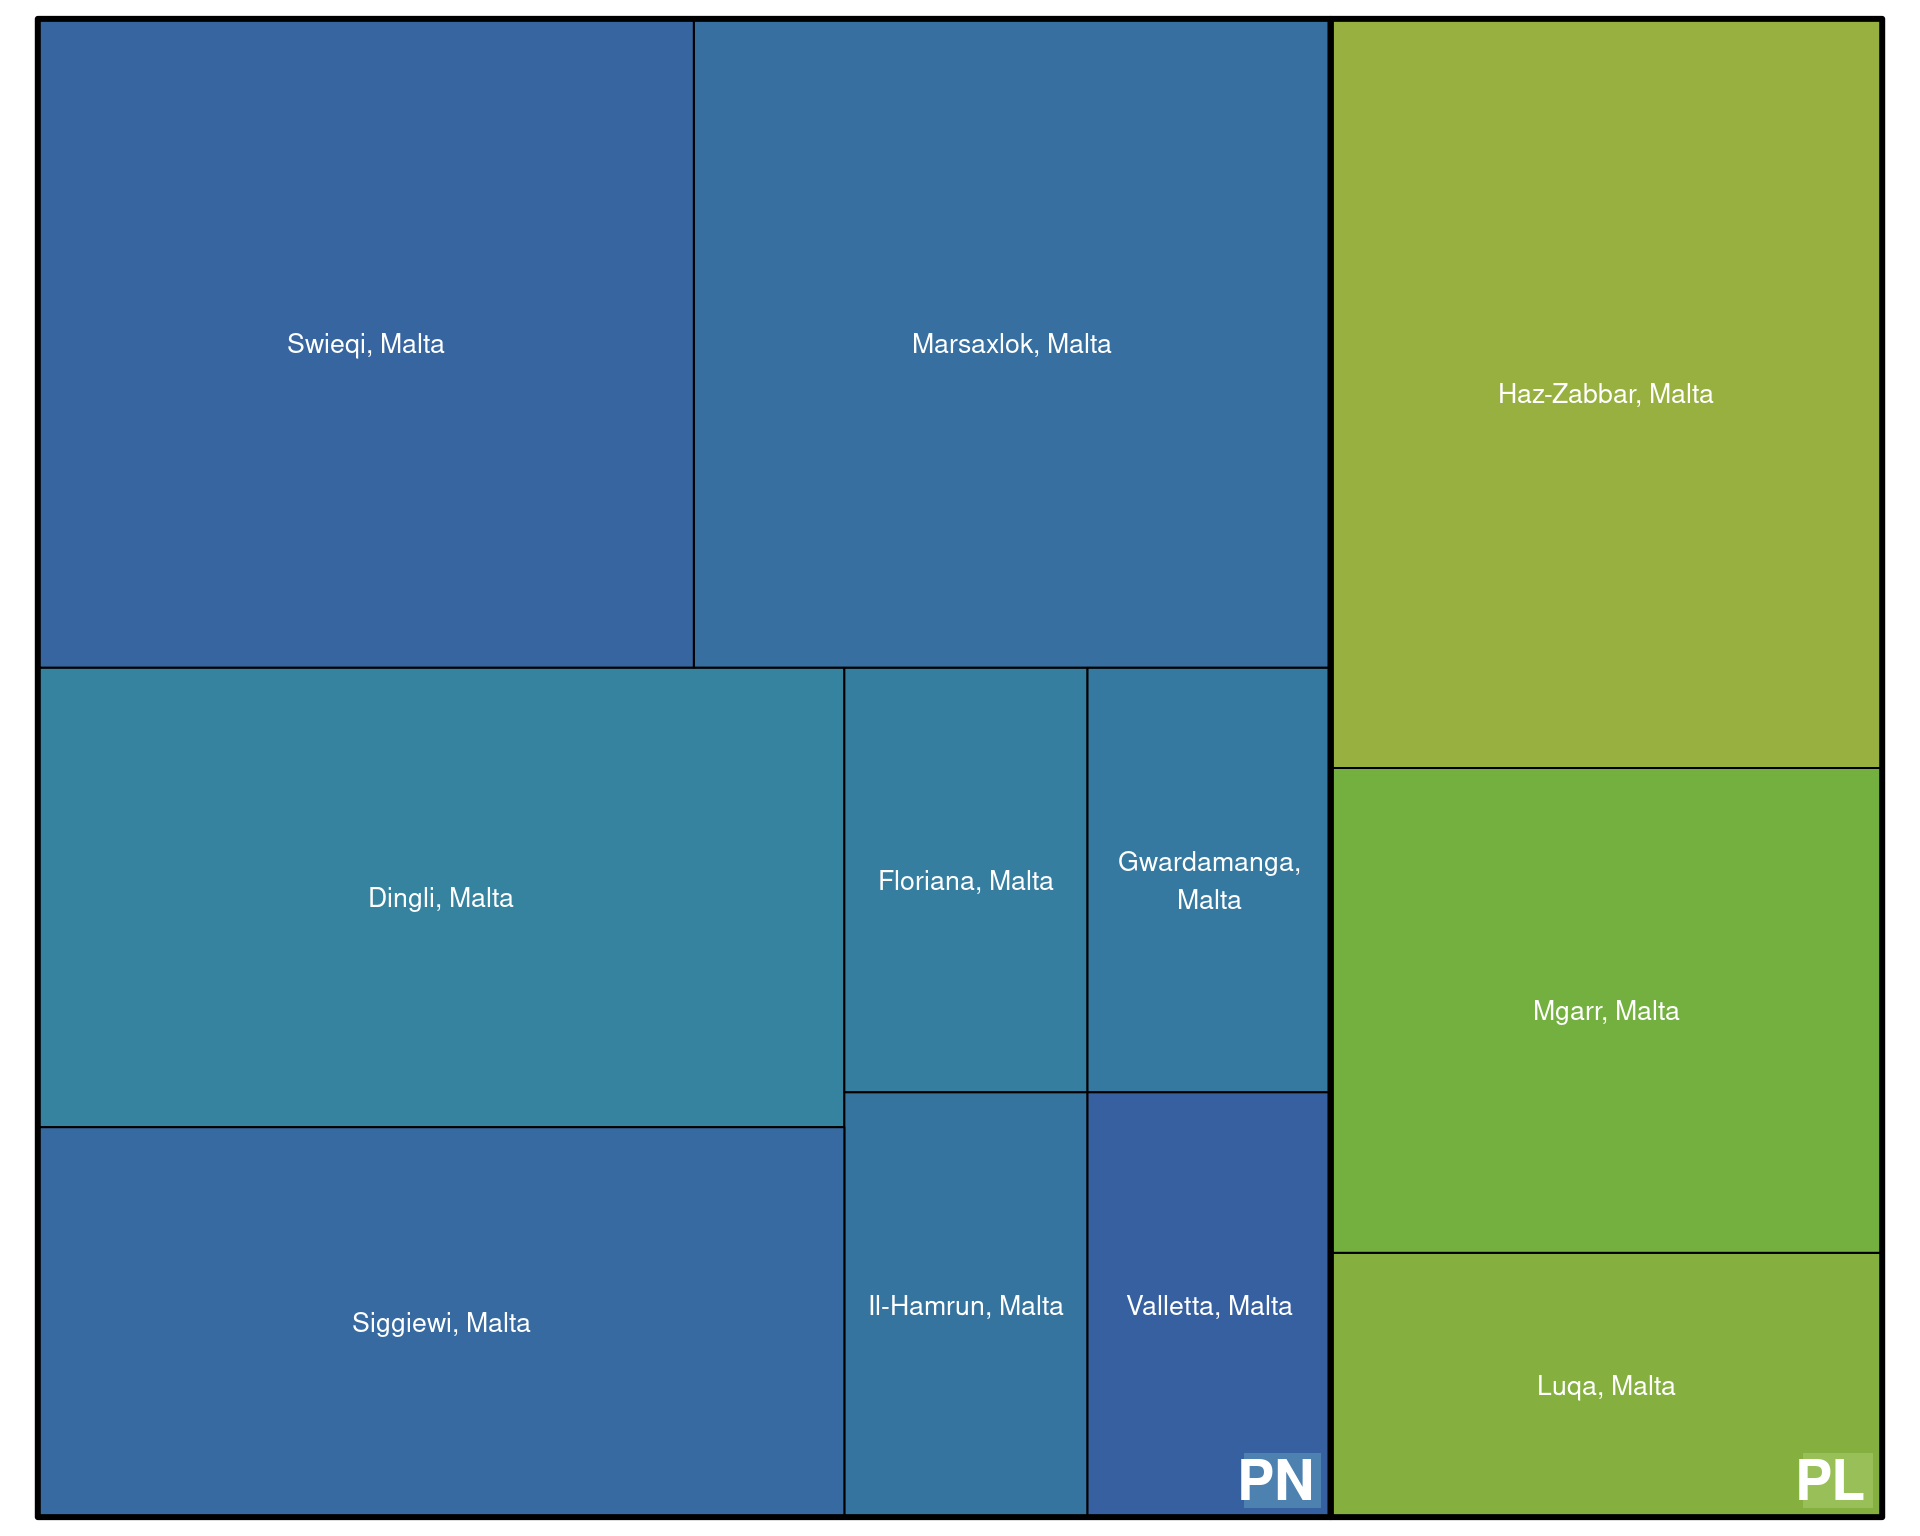 Swieqi, Malta
Marsaxlok, Malta
Haz-Zabbar, Malta
Dingli, Malta
Floriana, Malta
Gwardamanga,
Malta
Mgarr, Malta
Siggiewi, Malta
Il-Hamrun, Malta
Valletta, Malta
Luqa, Malta
PN
PL